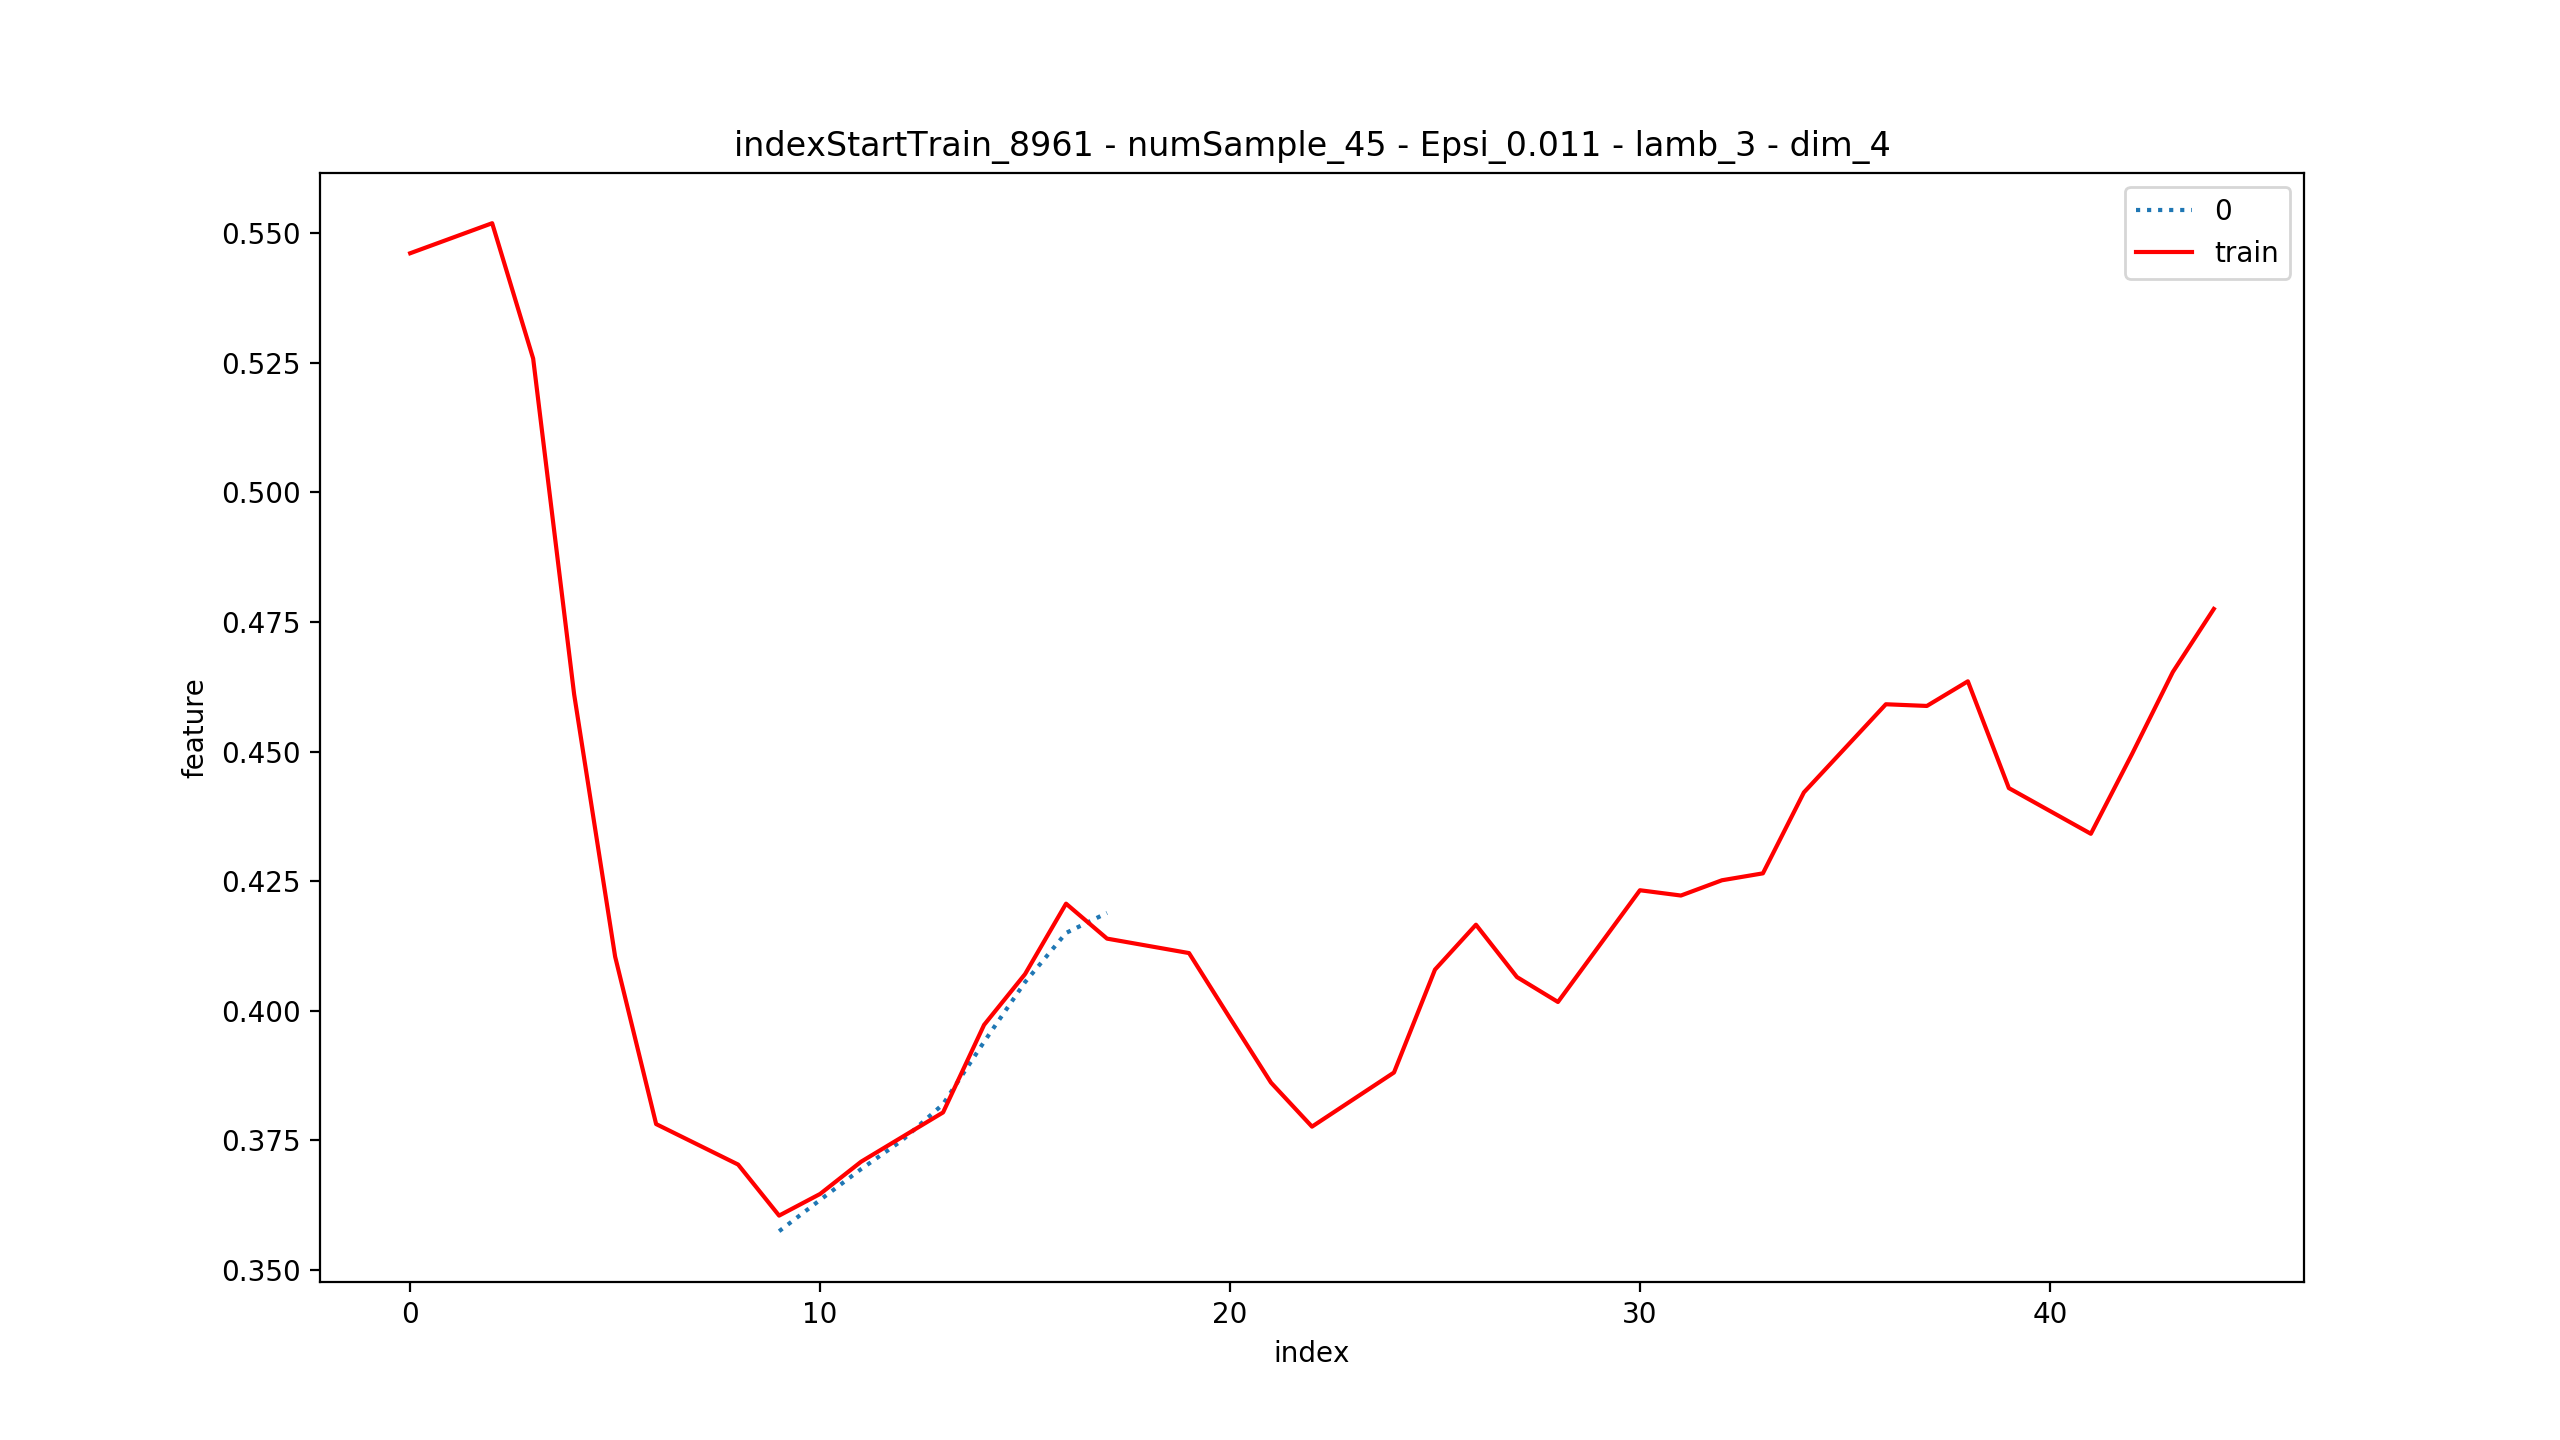 indexStartTrain_8961 - numSample_45 - Epsi_0.011 - lamb_3 - dim_4
0
train
0.550
0.525
0.500
0.475
0.450
0.425
0.400
0.375
0.350
feature
0 10 20 30 40
index